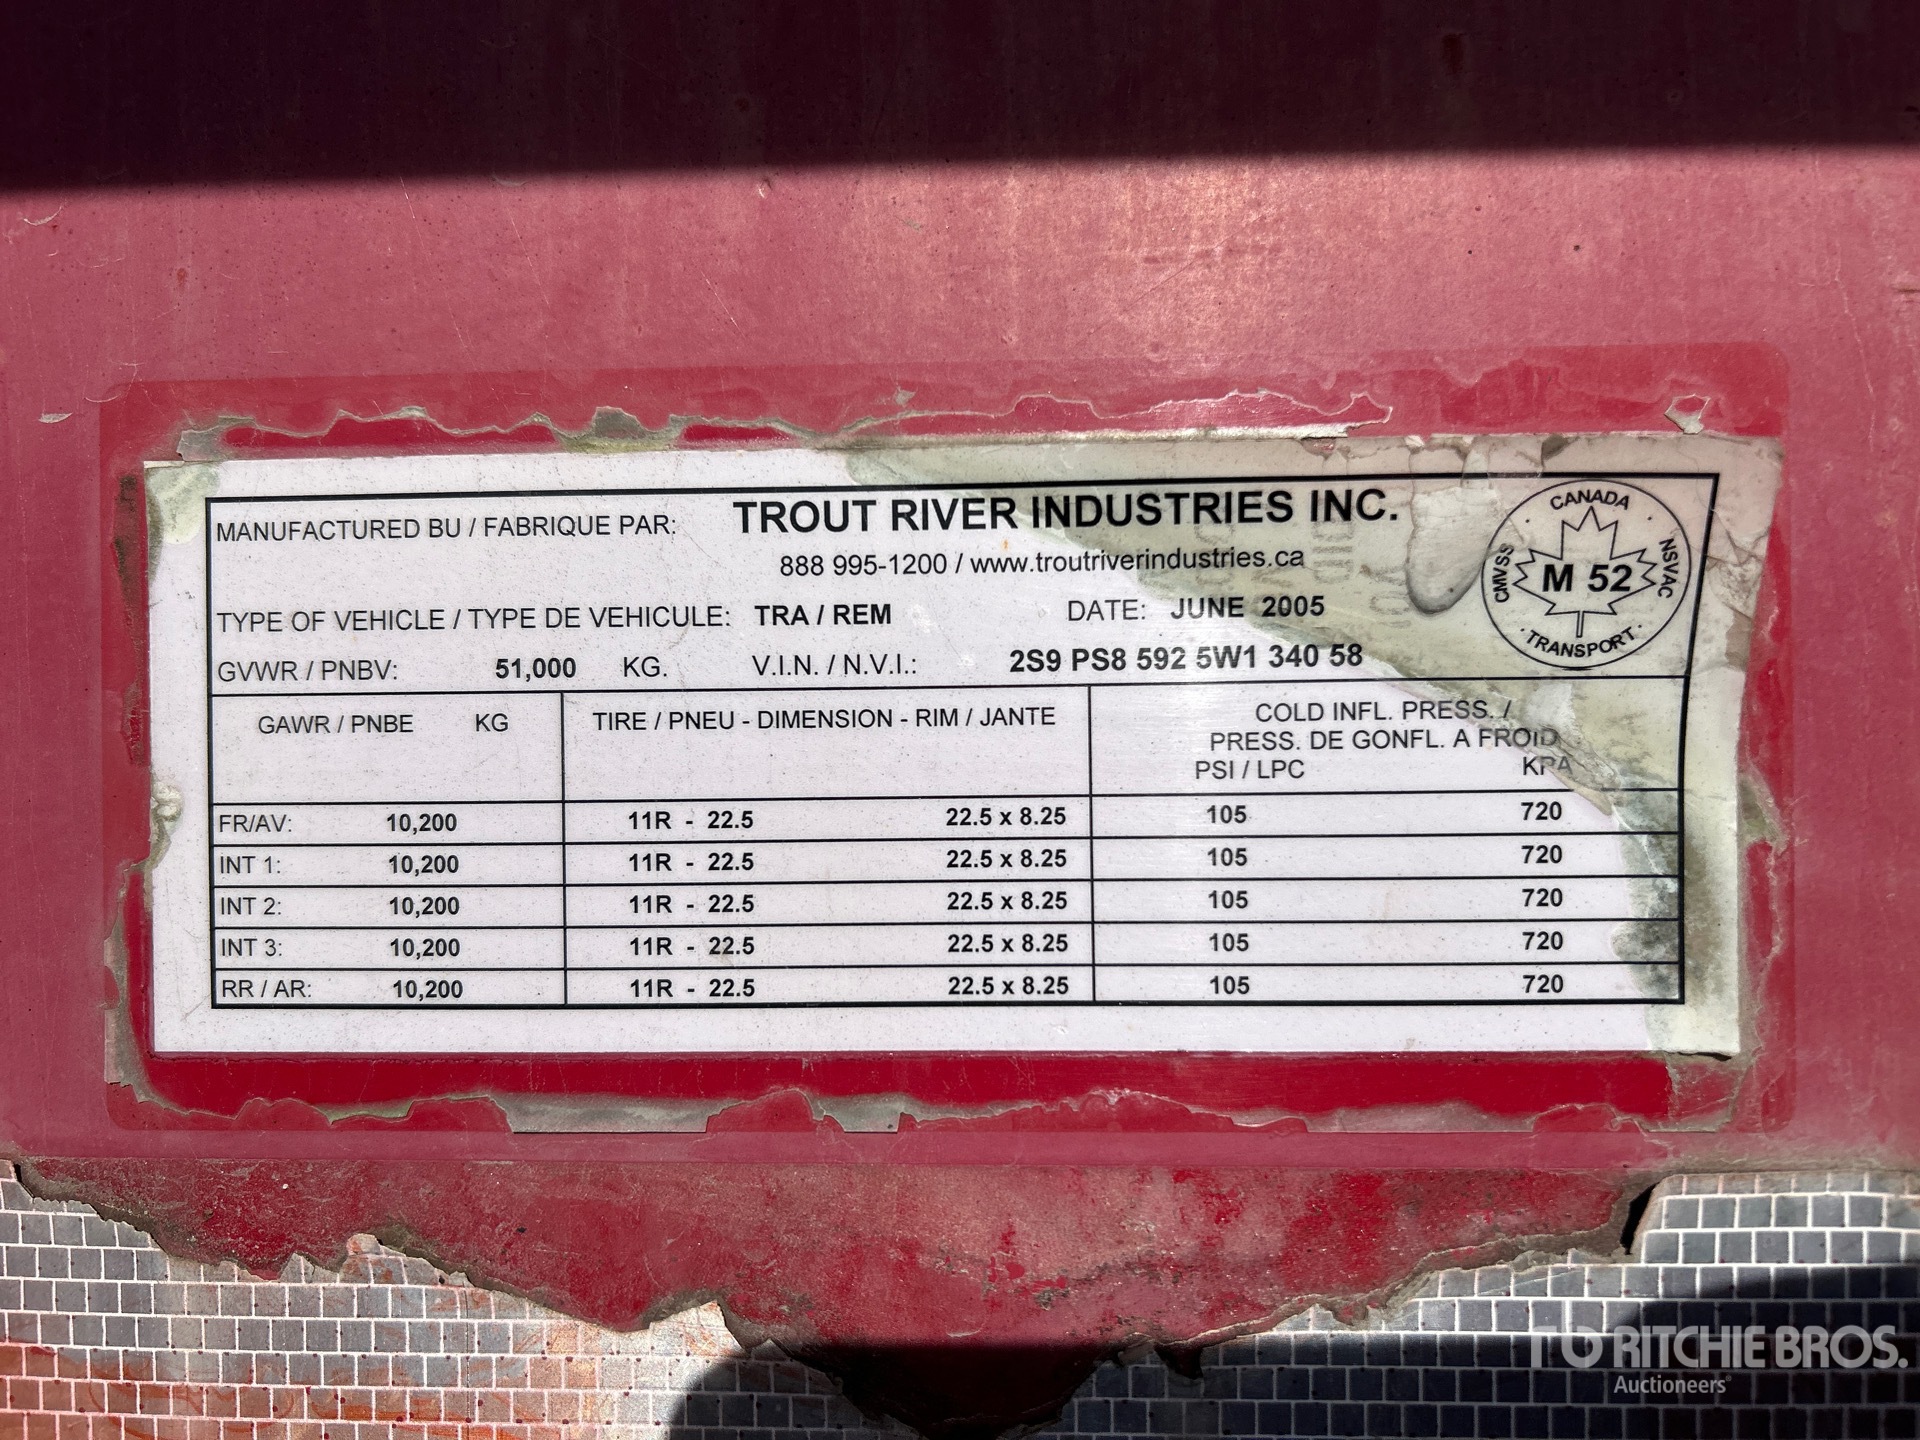 MANUFACTURED BU / FABRIQUE PAR: TROUT RIVER INDUSTRIES INC.
888 995-1200 / www.troutriverindustries.ca
TYPE OF VEHICLE / TYPE DE VEHICULE: TRA / REM DATE: JUNE 2005
GVWR / PNBV: 51,000 KG. V.I.N. / N.V.I.: 2S9 PS8 592 5W1 340 58
CANADA
CMVSS M 52 NSVAC
TRANSPORT
GAWR / PNBE KG TIRE / PNEU - DIMENSION - RIM / JANTE COLD INFL. PRESS. /
PRESS. DE GONFL. A FROID
PSI / LPC KPA
FR/AV: 10,200 11R - 22.5 22.5 x 8.25 105 720
INT 1: 10,200 11R - 22.5 22.5 x 8.25 105 720
INT 2: 10,200 11R - 22.5 22.5 x 8.25 105 720
INT 3: 10,200 11R - 22.5 22.5 x 8.25 105 720
RR / AR: 10,200 11R - 22.5 22.5 x 8.25 105 720
RITCHIE BROS.
Auctioneers